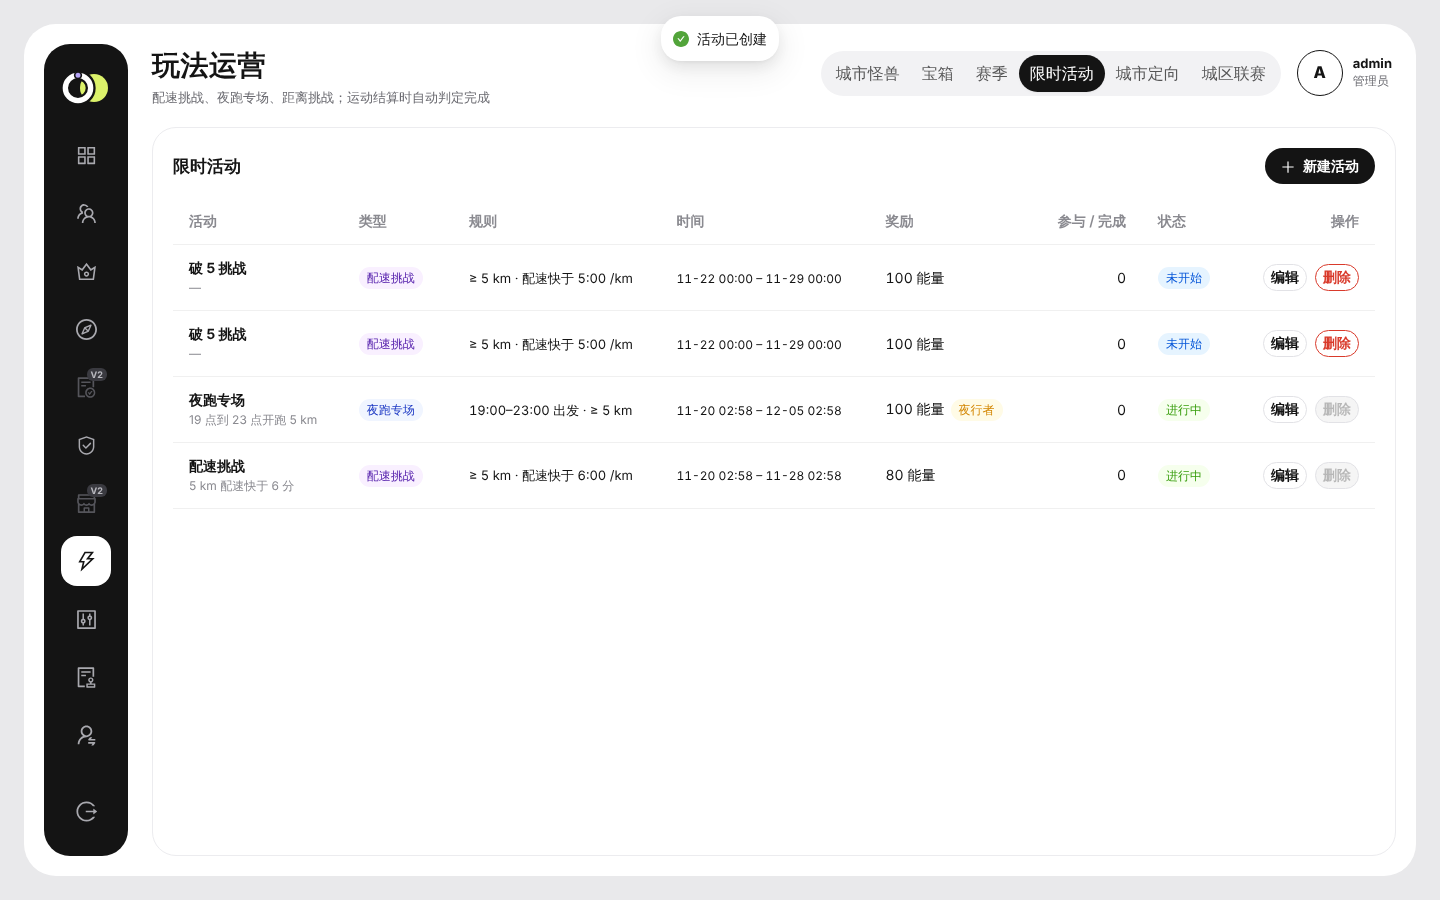 活动已创建
玩法运营
配速挑战、夜跑专场、距离挑战；运动结算时自动判定完成
城市怪兽 宝箱 赛季 限时活动 城市定向 城区联赛
A
admin
管理员
V2
V2
限时活动
新建活动
活动 类型 规则 时间 奖励 参与 / 完成 状态 操作
破 5 挑战
—
配速挑战 ≥ 5 km · 配速快于 5:00 /km 11-22 00:00 – 11-29 00:00 100 能量 0 未开始 编辑 删除
破 5 挑战
—
配速挑战 ≥ 5 km · 配速快于 5:00 /km 11-22 00:00 – 11-29 00:00 100 能量 0 未开始 编辑 删除
夜跑专场
19 点到 23 点开跑 5 km
夜跑专场 19:00–23:00 出发 · ≥ 5 km 11-20 02:58 – 12-05 02:58 100 能量 夜行者 0 进行中 编辑 删除
配速挑战
5 km 配速快于 6 分
配速挑战 ≥ 5 km · 配速快于 6:00 /km 11-20 02:58 – 11-28 02:58 80 能量 0 进行中 编辑 删除